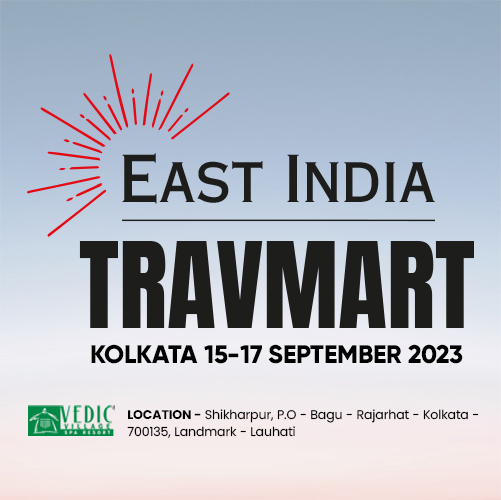 EAST INDIA
TRAVMART
KOLKATA 15-17 SEPTEMBER 2023
VEDIC
VILLAGE
SPA RESORT
LOCATION - Shikharpur, P.O - Bagu - Rajarhat - Kolkata -
700135, Landmark - Lauhati